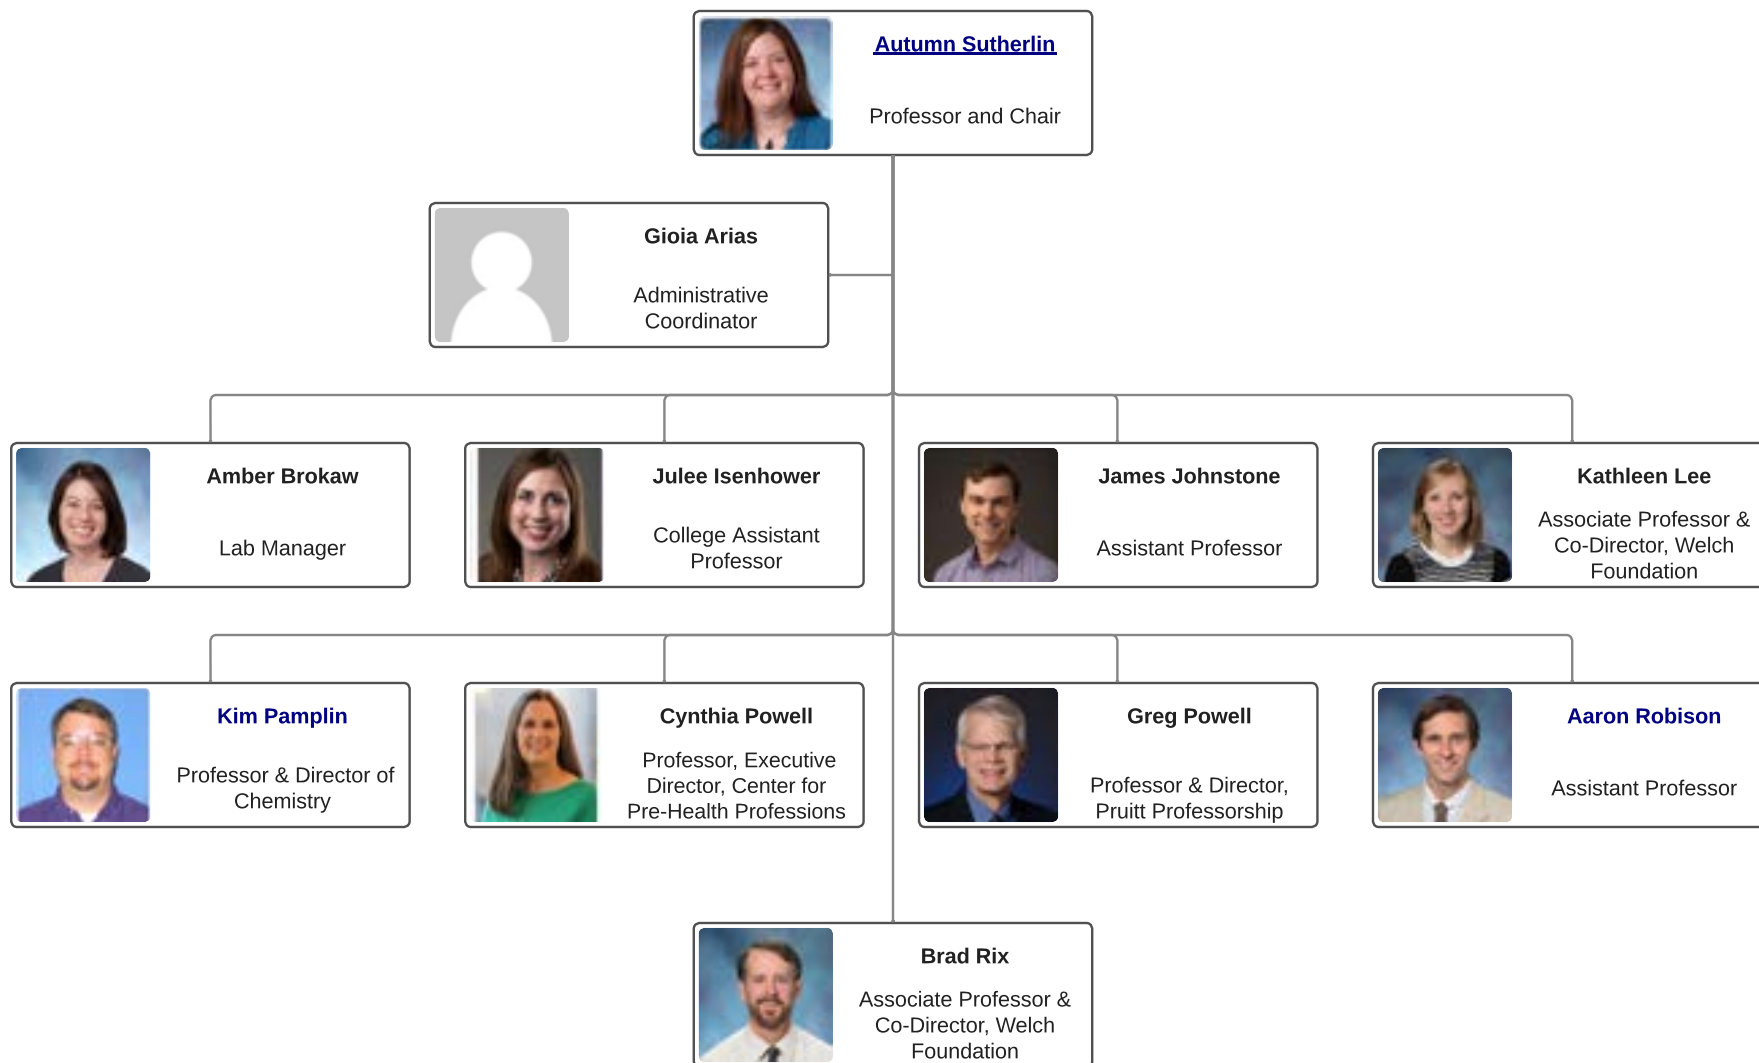 Autumn Sutherlin
Professor and Chair
Gioia Arias
Administrative
Coordinator
Amber Brokaw
Lab Manager
Julee Isenhower
College Assistant
Professor
James Johnstone
Assistant Professor
Kathleen Lee
Associate Professor &
Co-Director, Welch
Foundation
Kim Pamplin
Professor & Director of
Chemistry
Cynthia Powell
Professor, Executive
Director, Center for
Pre-Health Professions
Greg Powell
Professor & Director,
Pruitt Professorship
Aaron Robison
Assistant Professor
Brad Rix
Associate Professor &
Co-Director, Welch
Foundation